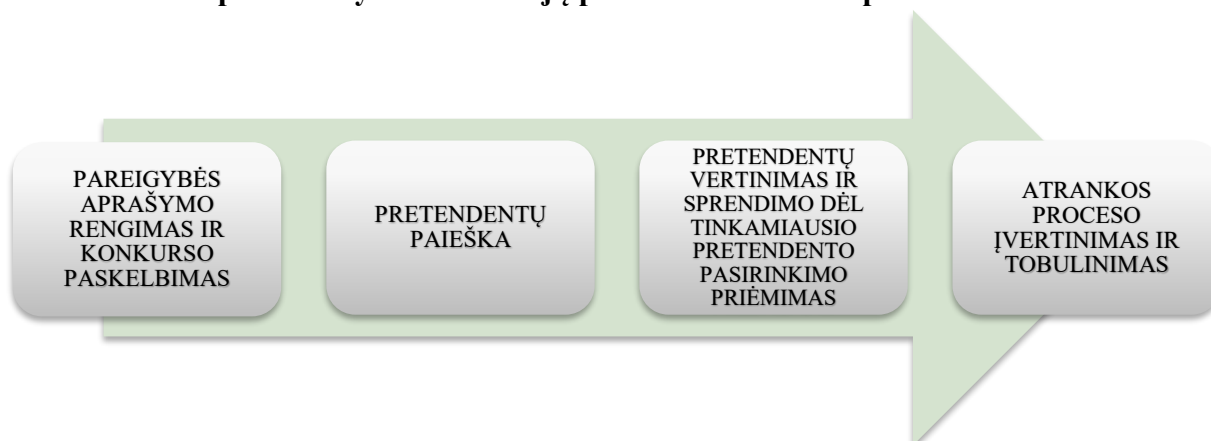 PAREIGYBĖS
APRAŠYMO
RENGIMAS IR
KONKURSO
PASKELBIMAS
PRETENDENTŲ
PAIEŠKA
PRETENDENTŲ
VERTINIMAS IR
SPRENDIMO DĖL
TINKAMIAUSIO
PRETENDENTO
PASIRINKIMO
PRIĖMIMAS
ATRANKOS
PROCESO
ĮVERTINIMAS IR
TOBULINIMAS